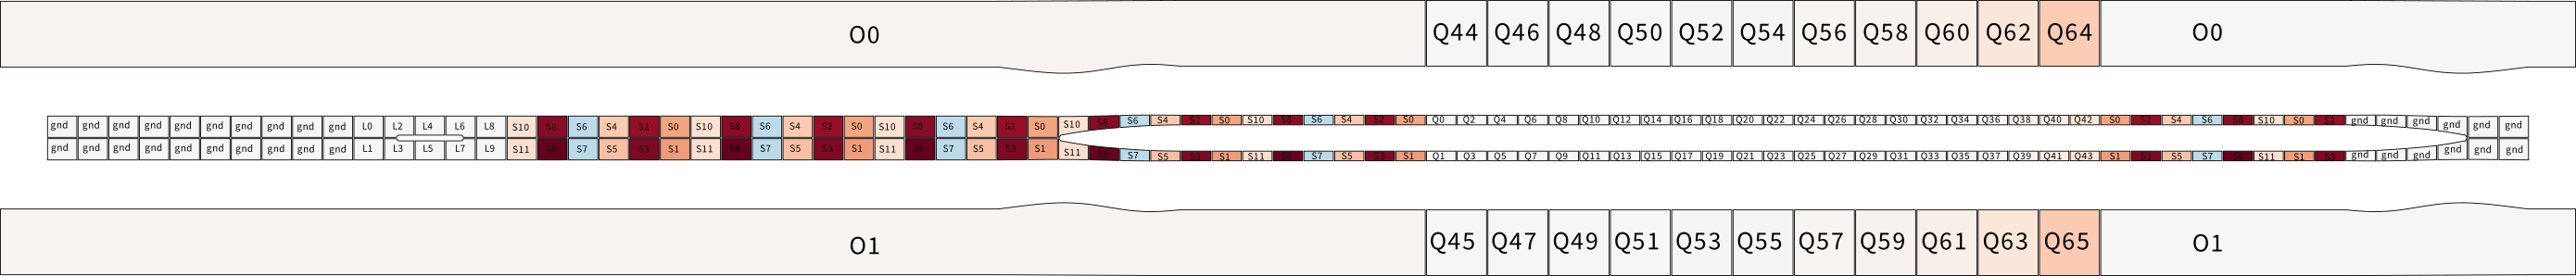 O0 Q44 Q46 Q48 Q50 Q52 Q54 Q56 Q58 Q60 Q62 Q64 O0
gnd gnd gnd gnd gnd gnd gnd gnd gnd gnd L0 L2 L4 L6 L8 S10 S8 S6 S4 S2 S0 S10 S8 S6 S4 S2 S0 S10 S8 S6 S4 S2 S0 S10 S8 S6 S4 S2 S0 S10 S8 S6 S4 S2 S0 Q0 Q2 Q4 Q6 Q8 Q10 Q12 Q14 Q16 Q18 Q20 Q22 Q24 Q26 Q28 Q30 Q32 Q34 Q36 Q38 Q40 Q42 S0 S2 S4 S6 S8 S10 S0 S2 gnd gnd gnd gnd gnd gnd
gnd gnd gnd gnd gnd gnd gnd gnd gnd gnd L1 L3 L5 L7 L9 S11 S9 S7 S5 S3 S1 S11 S9 S7 S5 S3 S1 S11 S9 S7 S5 S3 S1 S11 S9 S7 S5 S3 S1 S11 S9 S7 S5 S3 S1 Q1 Q3 Q5 Q7 Q9 Q11 Q13 Q15 Q17 Q19 Q21 Q23 Q25 Q27 Q29 Q31 Q33 Q35 Q37 Q39 Q41 Q43 S1 S3 S5 S7 S9 S11 S1 S3 gnd gnd gnd gnd gnd gnd
O1 Q45 Q47 Q49 Q51 Q53 Q55 Q57 Q59 Q61 Q63 Q65 O1